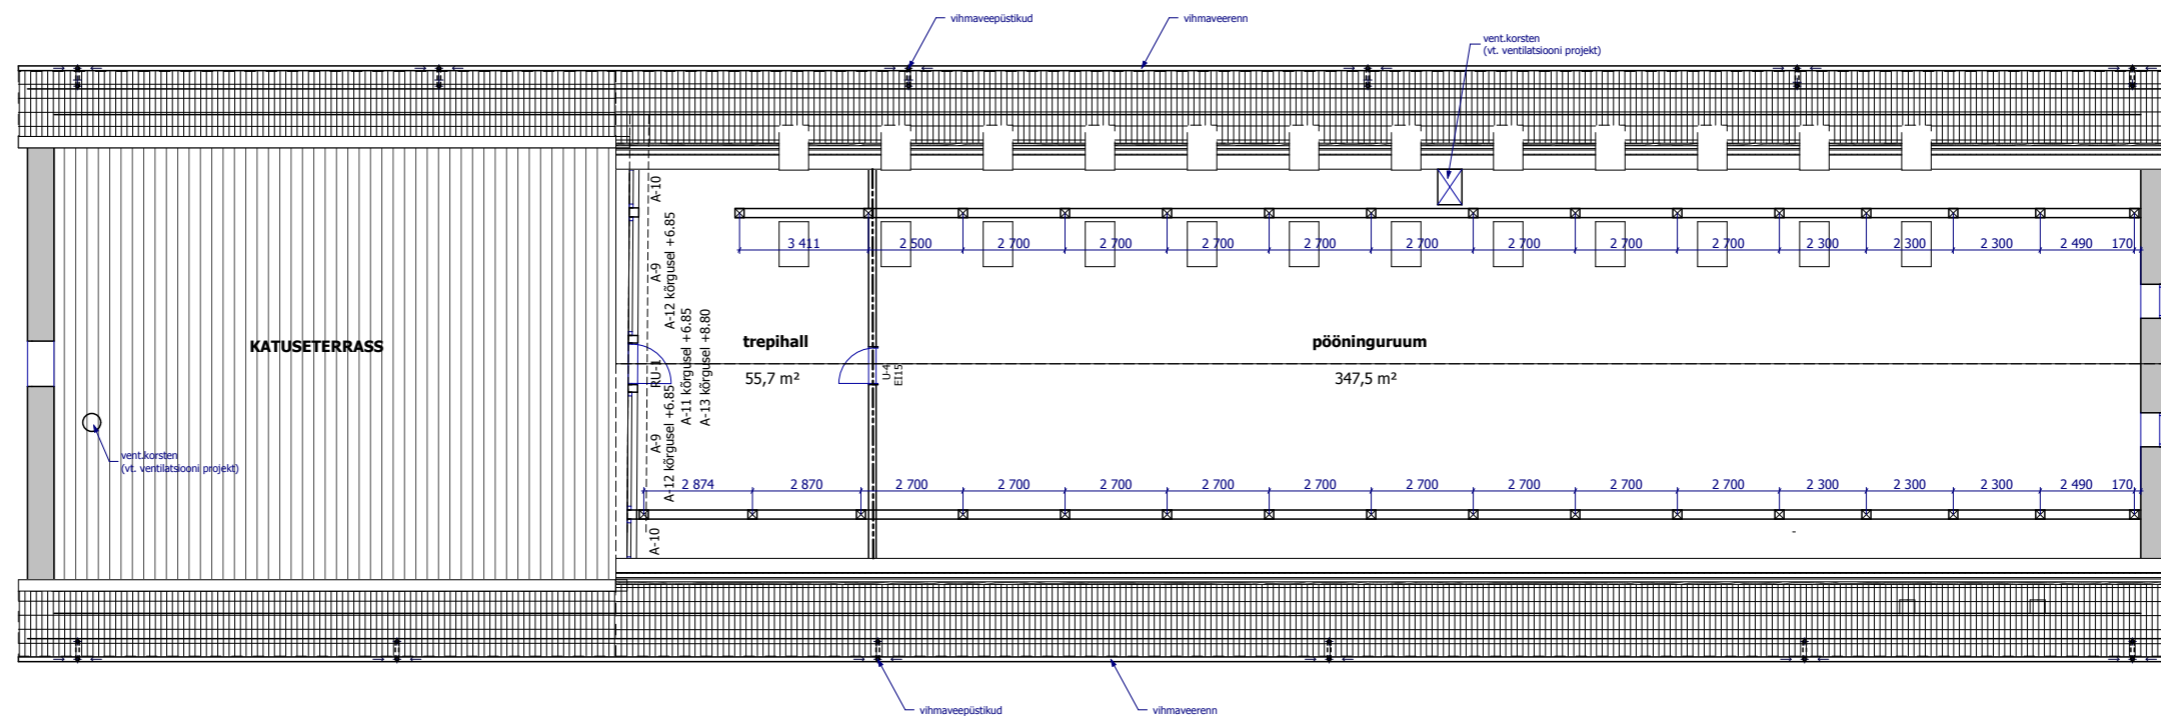 vihmaveepüstikud
vihmaveerenn
vent.korsten
(vt. ventilatsiooni projekt)
3 411
2 500
2 700
2 700
2 700
2 700
2 700
2 700
2 700
2 700
2 300
2 300
2 300
2 490
170
A-10
A-9
A-12 kõrgusel +6.85
RU-1
A-11 kõrgusel +6.85
A-13 kõrgusel +8.80
A-9
A-12 kõrgusel +6.85
A-10
KATUSETERRASS
trepihall
55,7 m²
U-4
EI15
pööninguruum
347,5 m²
vent.korsten
(vt. ventilatsiooni projekt)
2 874
2 870
2 700
2 700
2 700
2 700
2 700
2 700
2 700
2 700
2 700
2 300
2 300
2 300
2 490
170
vihmaveepüstikud
vihmaveerenn